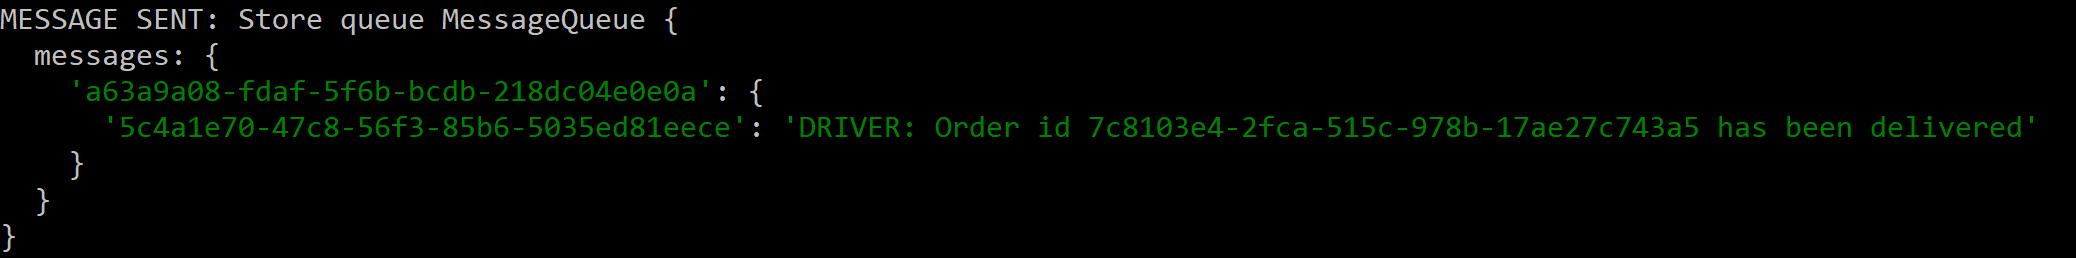 MESSAGE SENT: Store queue MessageQueue {
  messages: {
    'a63a9a08-fdaf-5f6b-bcdb-218dc04e0e0a': {
      '5c4a1e70-47c8-56f3-85b6-5035ed81eece': 'DRIVER: Order id 7c8103e4-2fca-515c-978b-17ae27c743a5 has been delivered'
    }
  }
}